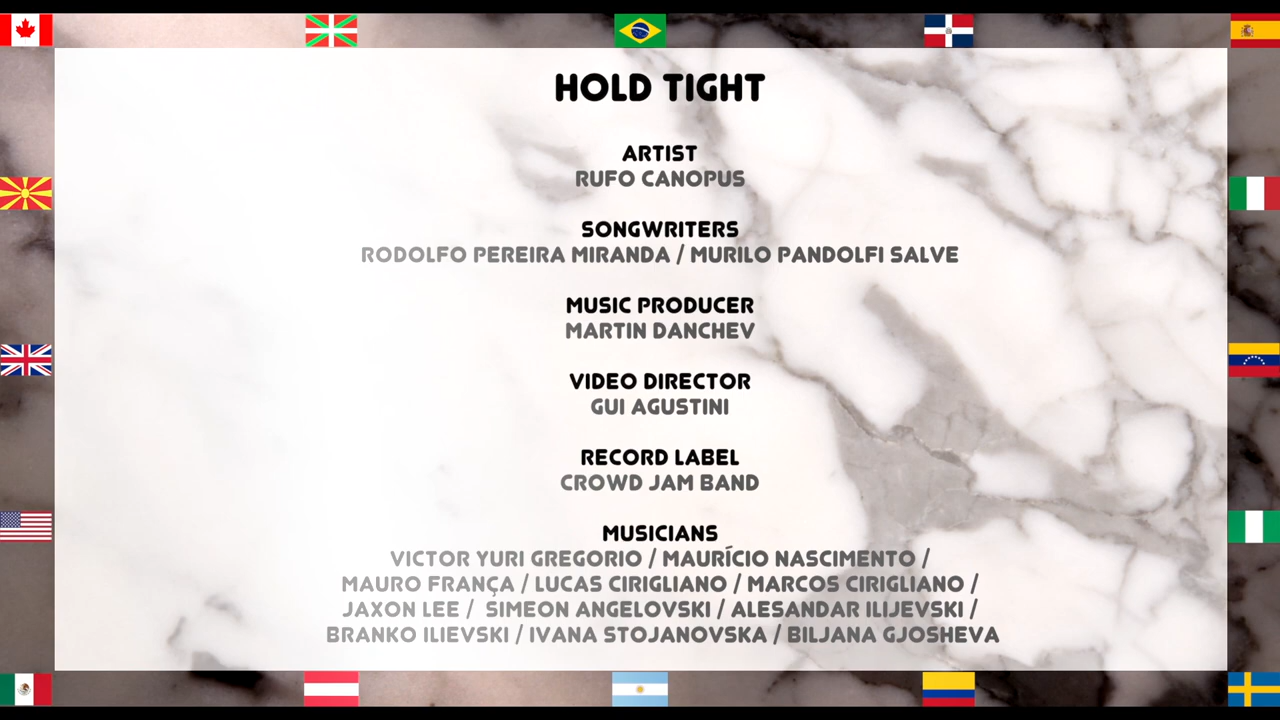 HOLD TIGHT
ARTIST
RUFO CANOPUS
SONGWRITERS
RODOLFO PEREIRA MIRANDA / MURILO PANDOLFI SALVE
MUSIC PRODUCER
MARTIN DANCHEV
VIDEO DIRECTOR
GUI AGUSTINI
RECORD LABEL
CROWD JAM BAND
MUSICIANS
VICTOR YURI GREGORIO / MAURÍCIO NASCIMENTO /
MAURO FRANÇA / LUCAS CIRIGLIANO / MARCOS CIRIGLIANO /
JAXON LEE / SIMEON ANGELOVSKI / ALESANDAR ILIJEVSKI /
BRANKO ILIEVSKI / IVANA STOJANOVSKA / BILJANA GJOSHEVA